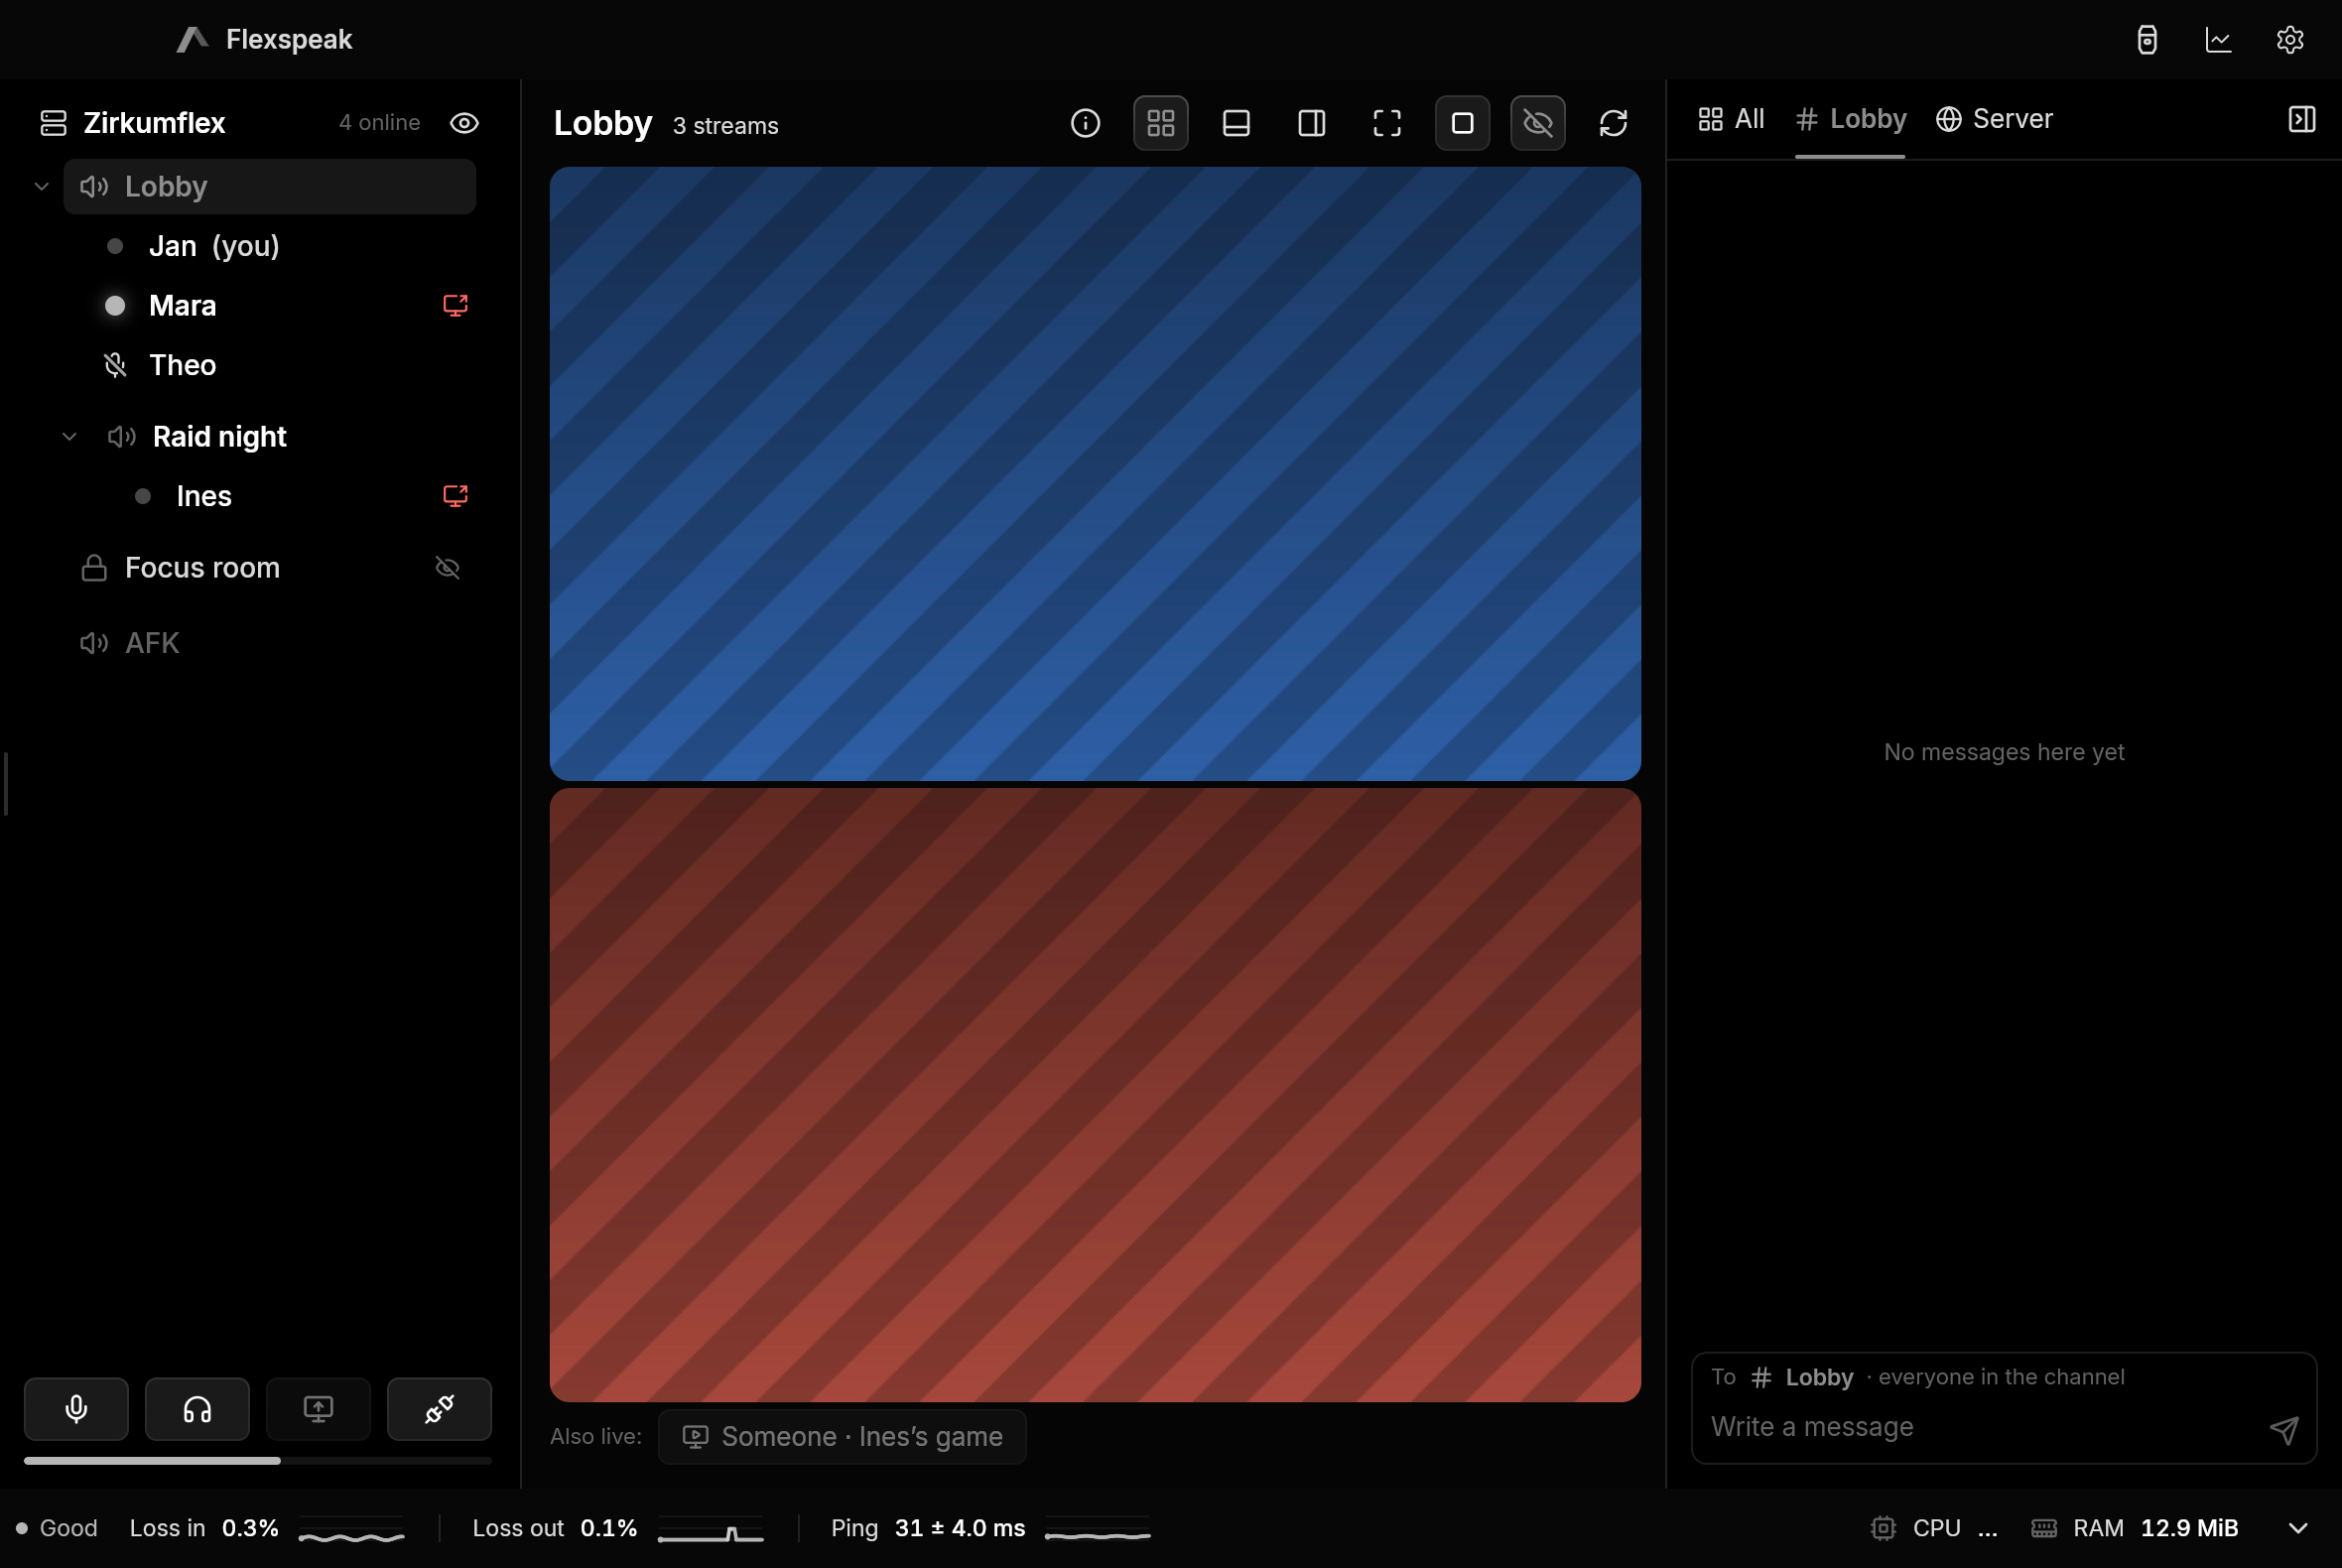 Flexspeak
Zirkumflex 4 online
Lobby
Jan (you)
Mara
Theo
Raid night
Ines
Focus room
AFK
Lobby 3 streams
Also live: Someone · Ines’s game
All # Lobby Server
No messages here yet
To # Lobby · everyone in the channel
Write a message
Good Loss in 0.3% Loss out 0.1% Ping 31 ± 4.0 ms CPU ... RAM 12.9 MiB